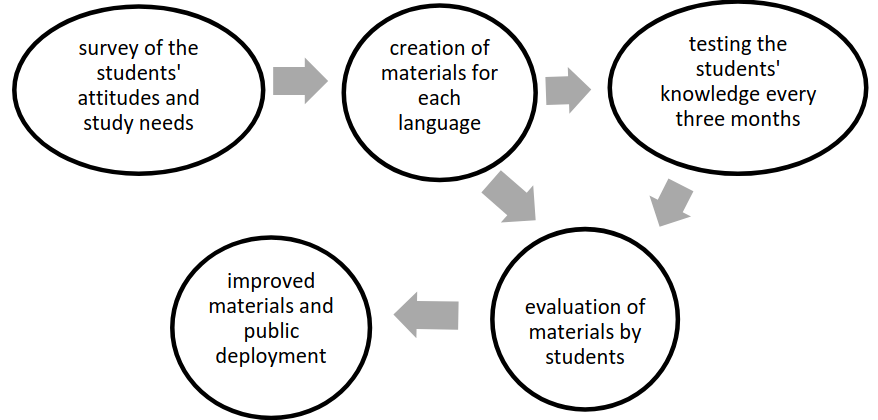 survey of the
students'
attitudes and
study needs
creation of
materials for
each
language
testing the
students'
knowledge every
three months
evaluation of
materials by
students
improved
materials and
public
deployment